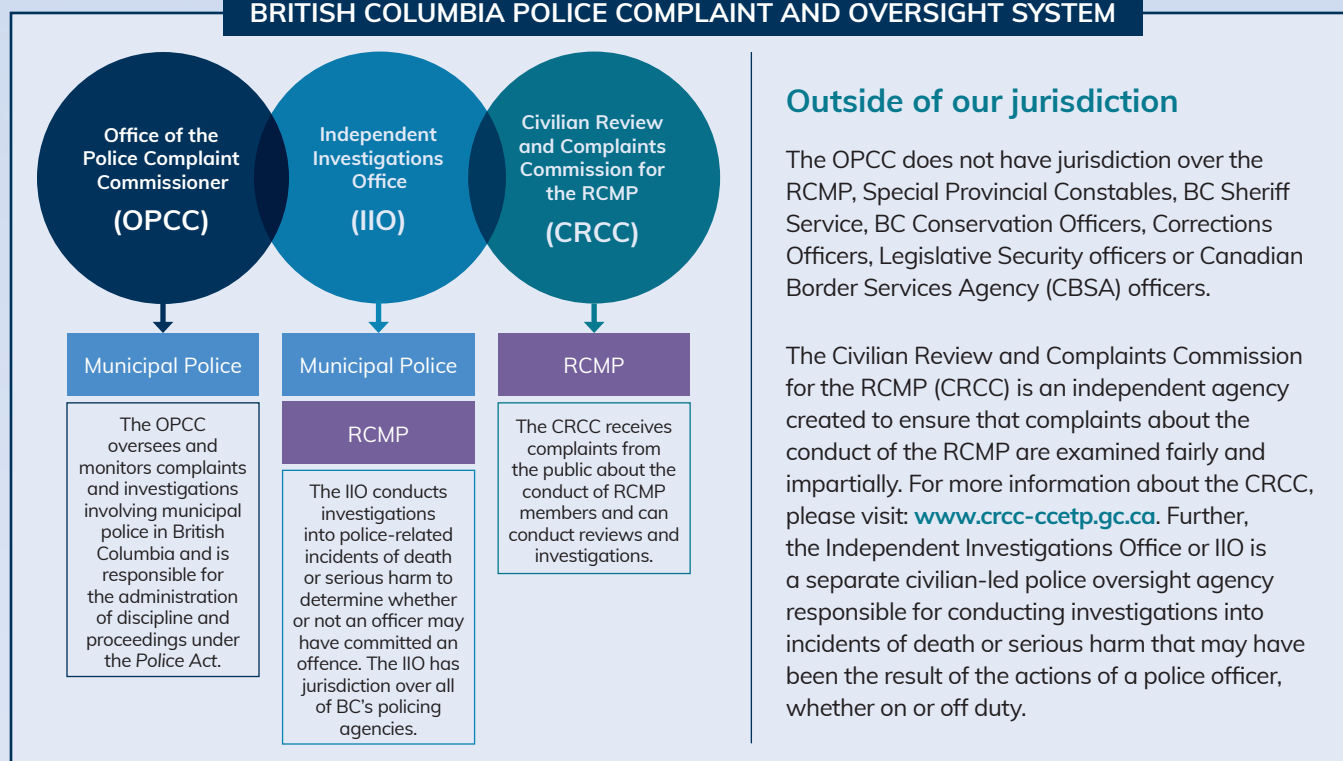 BRITISH COLUMBIA POLICE COMPLAINT AND OVERSIGHT SYSTEM
Office of the
Police Complaint
Commissioner
(OPCC)
Independent
Investigations
Office
(IIO)
Civilian Review
and Complaints
Commission for
the RCMP
(CRCC)
Municipal Police
The OPCC
oversees and
monitors complaints
and investigations
involving municipal
police in British
Columbia and is
responsible for
the administration
of discipline and
proceedings under
the Police Act.
Municipal Police
RCMP
The IIO conducts
investigations
into police-related
incidents of death
or serious harm to
determine whether
or not an officer may
have committed an
offence. The IIO has
jurisdiction over all
of BC's policing
agencies.
RCMP
The CRCC receives
complaints from
the public about the
conduct of RCMP
members and can
conduct reviews and
investigations.
Outside of our jurisdiction
The OPCC does not have jurisdiction over the
RCMP, Special Provincial Constables, BC Sheriff
Service, BC Conservation Officers, Corrections
Officers, Legislative Security officers or Canadian
Border Services Agency (CBSA) officers.
The Civilian Review and Complaints Commission
for the RCMP (CRCC) is an independent agency
created to ensure that complaints about the
conduct of the RCMP are examined fairly and
impartially. For more information about the CRCC,
please visit: www.crcc-ccetp.gc.ca. Further,
the Independent Investigations Office or IIO is
a separate civilian-led police oversight agency
responsible for conducting investigations into
incidents of death or serious harm that may have
been the result of the actions of a police officer,
whether on or off duty.